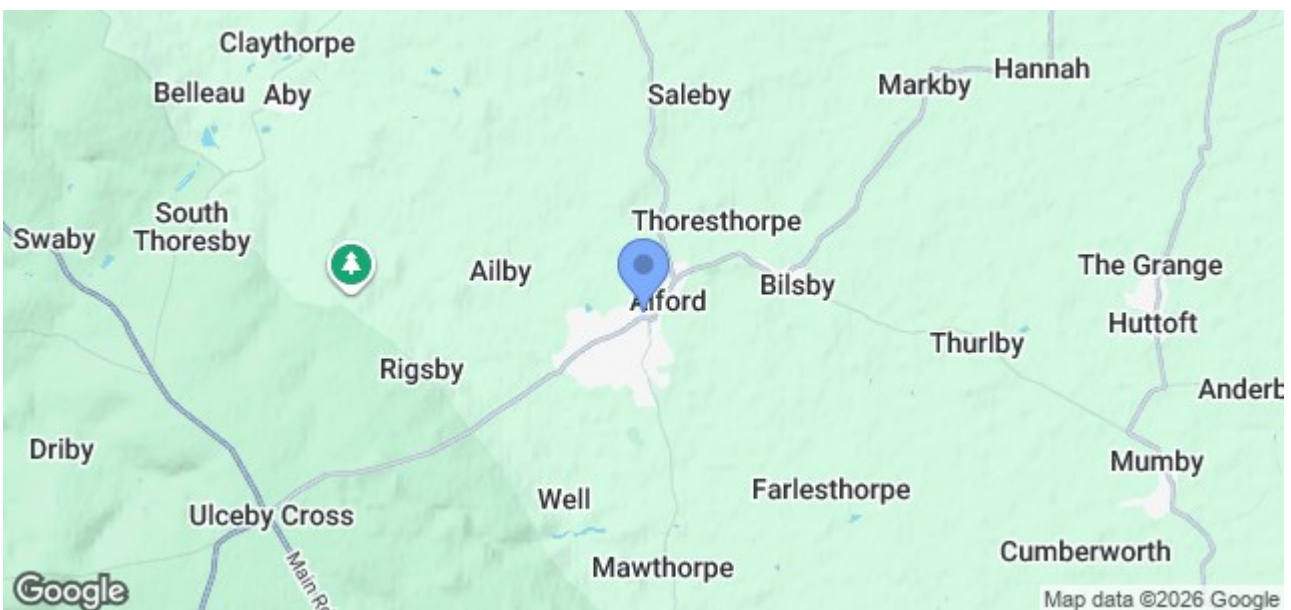 Claythorpe
Belleau Aby
Saleby
Markby
Hannah
South
Thoresby
Swaby
Thoresthorpe
Ailby
Alford
Bilsby
The Grange
Huttoft
Thurlby
Rigsby
Anderb
Driby
Mumby
Well
Farlesthorpe
Ulceby Cross
Cumberworth
Mawthorpe
Main Ro
Google
Map data ©2026 Google